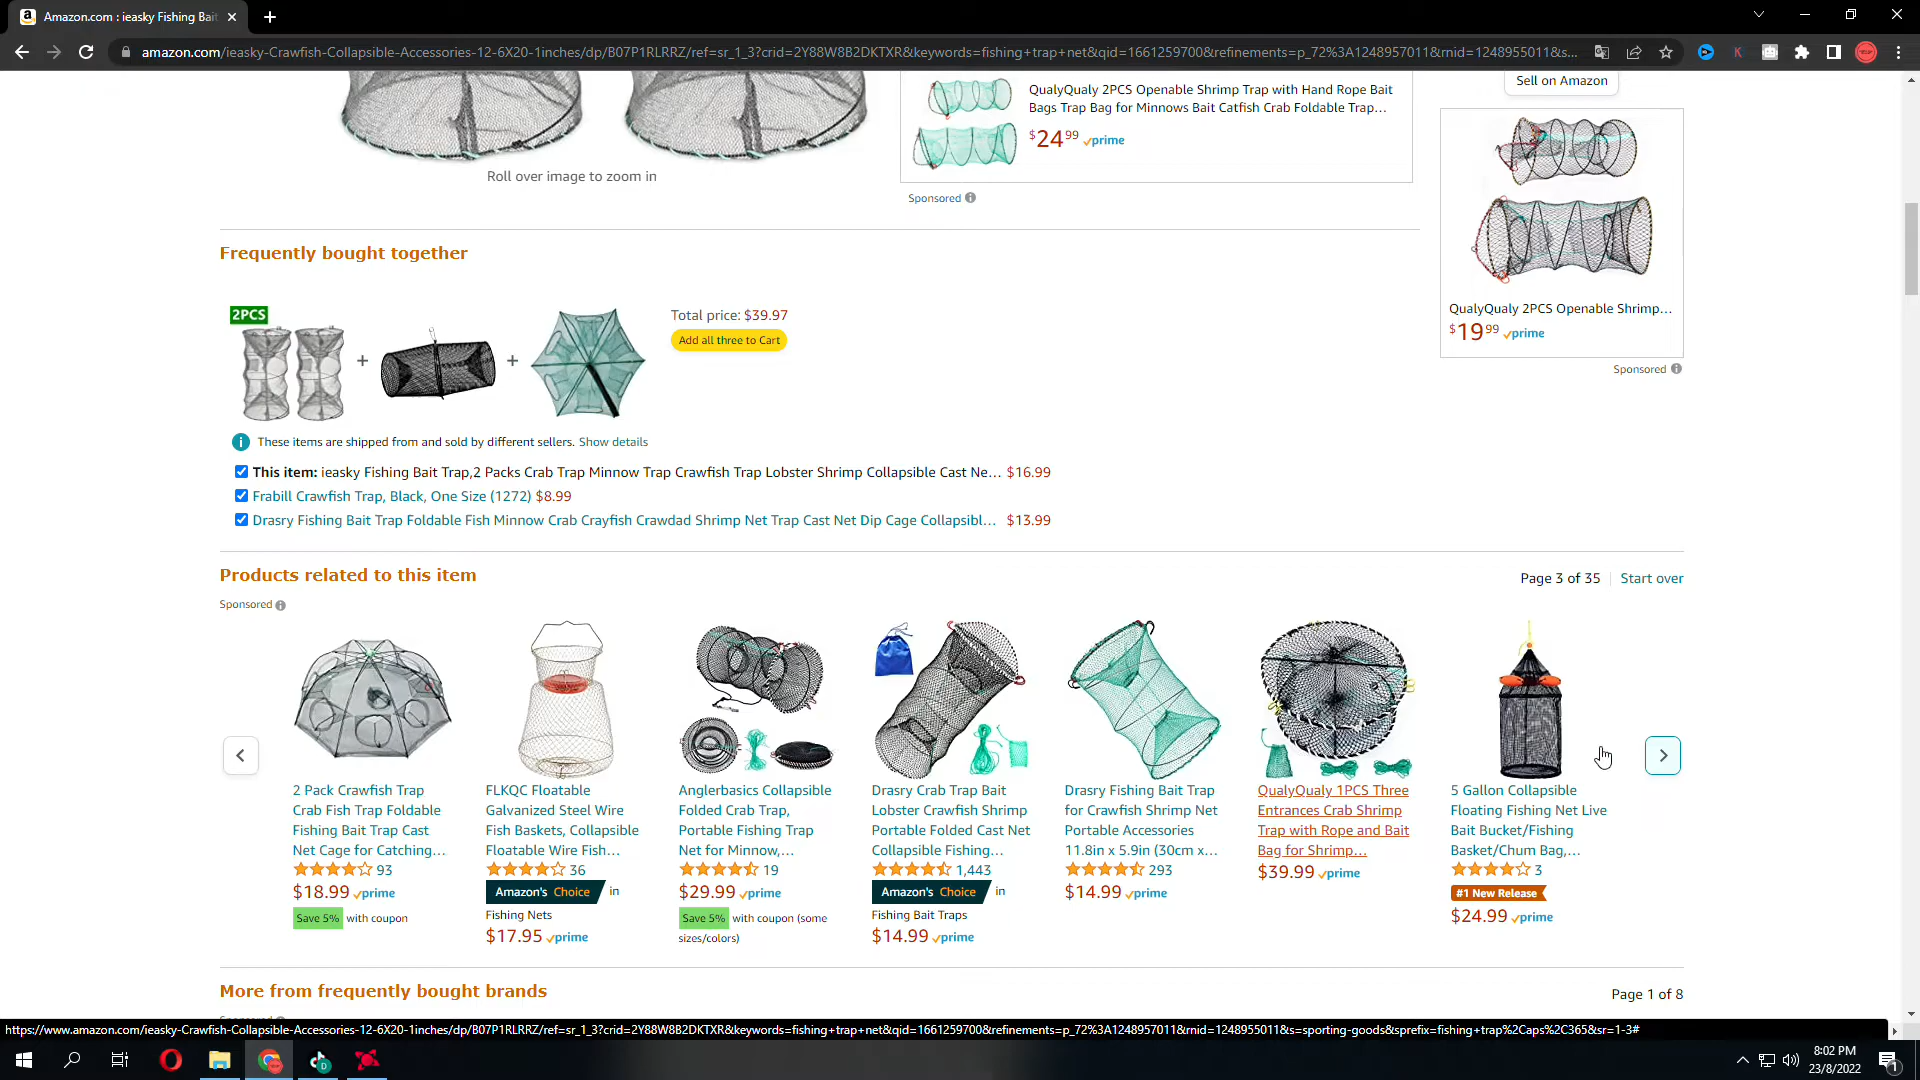 Amazon.com : ieasky Fishing Bait
amazon.com/ieasky-Crawfish-Collapsible-Accessories-12-6X20-1inches/dp/B07P1RLRRZ/ref=sr_1_3?crid=2Y88W8B2DKTXR&keywords=fishing+trap+net&qid=1661259700&refinements=p_72%3A1248957011&rnid=1248955011&s...
Sell on Amazon
QualyQualy 2PCS Openable Shrimp Trap with Hand Rope Bait
Bags Trap Bag for Minnows Bait Catfish Crab Foldable Trap...
$24 99 prime
Roll over image to zoom in
Sponsored
Frequently bought together
QualyQualy 2PCS Openable Shrimp...
$19 99 prime
Sponsored
2PCS
+
+
Total price: $39.97
Add all three to Cart
These items are shipped from and sold by different sellers. Show details
This item: ieasky Fishing Bait Trap,2 Packs Crab Trap Minnow Trap Crawfish Trap Lobster Shrimp Collapsible Cast Ne... $16.99
Frabill Crawfish Trap, Black, One Size (1272) $8.99
Drasry Fishing Bait Trap Foldable Fish Minnow Crab Crayfish Crawdad Shrimp Net Trap Cast Net Dip Cage Collapsibl... $13.99
Products related to this item
Page 3 of 35 | Start over
Sponsored
2 Pack Crawfish Trap
Crab Fish Trap Foldable
Fishing Bait Trap Cast
Net Cage for Catching...
93
$18.99 prime
Save 5% with coupon
FLKQC Floatable
Galvanized Steel Wire
Fish Baskets, Collapsible
Floatable Wire Fish...
36
Amazon's Choice in
Fishing Nets
$17.95 prime
Anglerbasics Collapsible
Folded Crab Trap,
Portable Fishing Trap
Net for Minnow,...
19
$29.99 prime
Save 5% with coupon (some
sizes/colors)
Drasry Crab Trap Bait
Lobster Crawfish Shrimp
Portable Folded Cast Net
Collapsible Fishing...
1,443
Amazon's Choice in
Fishing Bait Traps
$14.99 prime
Drasry Fishing Bait Trap
for Crawfish Shrimp Net
Portable Accessories
11.8in x 5.9in (30cm x...
293
$14.99 prime
QualyQualy 1PCS Three
Entrances Crab Shrimp
Trap with Rope and Bait
Bag for Shrimp...
$39.99 prime
5 Gallon Collapsible
Floating Fishing Net Live
Bait Bucket/Fishing
Basket/Chum Bag,...
3
#1 New Release
$24.99 prime
More from frequently bought brands
Page 1 of 8
https://www.amazon.com/ieasky-Crawfish-Collapsible-Accessories-12-6X20-1inches/dp/B07P1RLRRZ/ref=sr_1_3?crid=2Y88W8B2DKTXR&keywords=fishing+trap+net&qid=1661259700&refinements=p_72%3A1248957011&rnid=1248955011&s=sporting-goods&sprefix=fishing+trap%2Caps%2C365&sr=1-3#
8:02 PM
23/8/2022